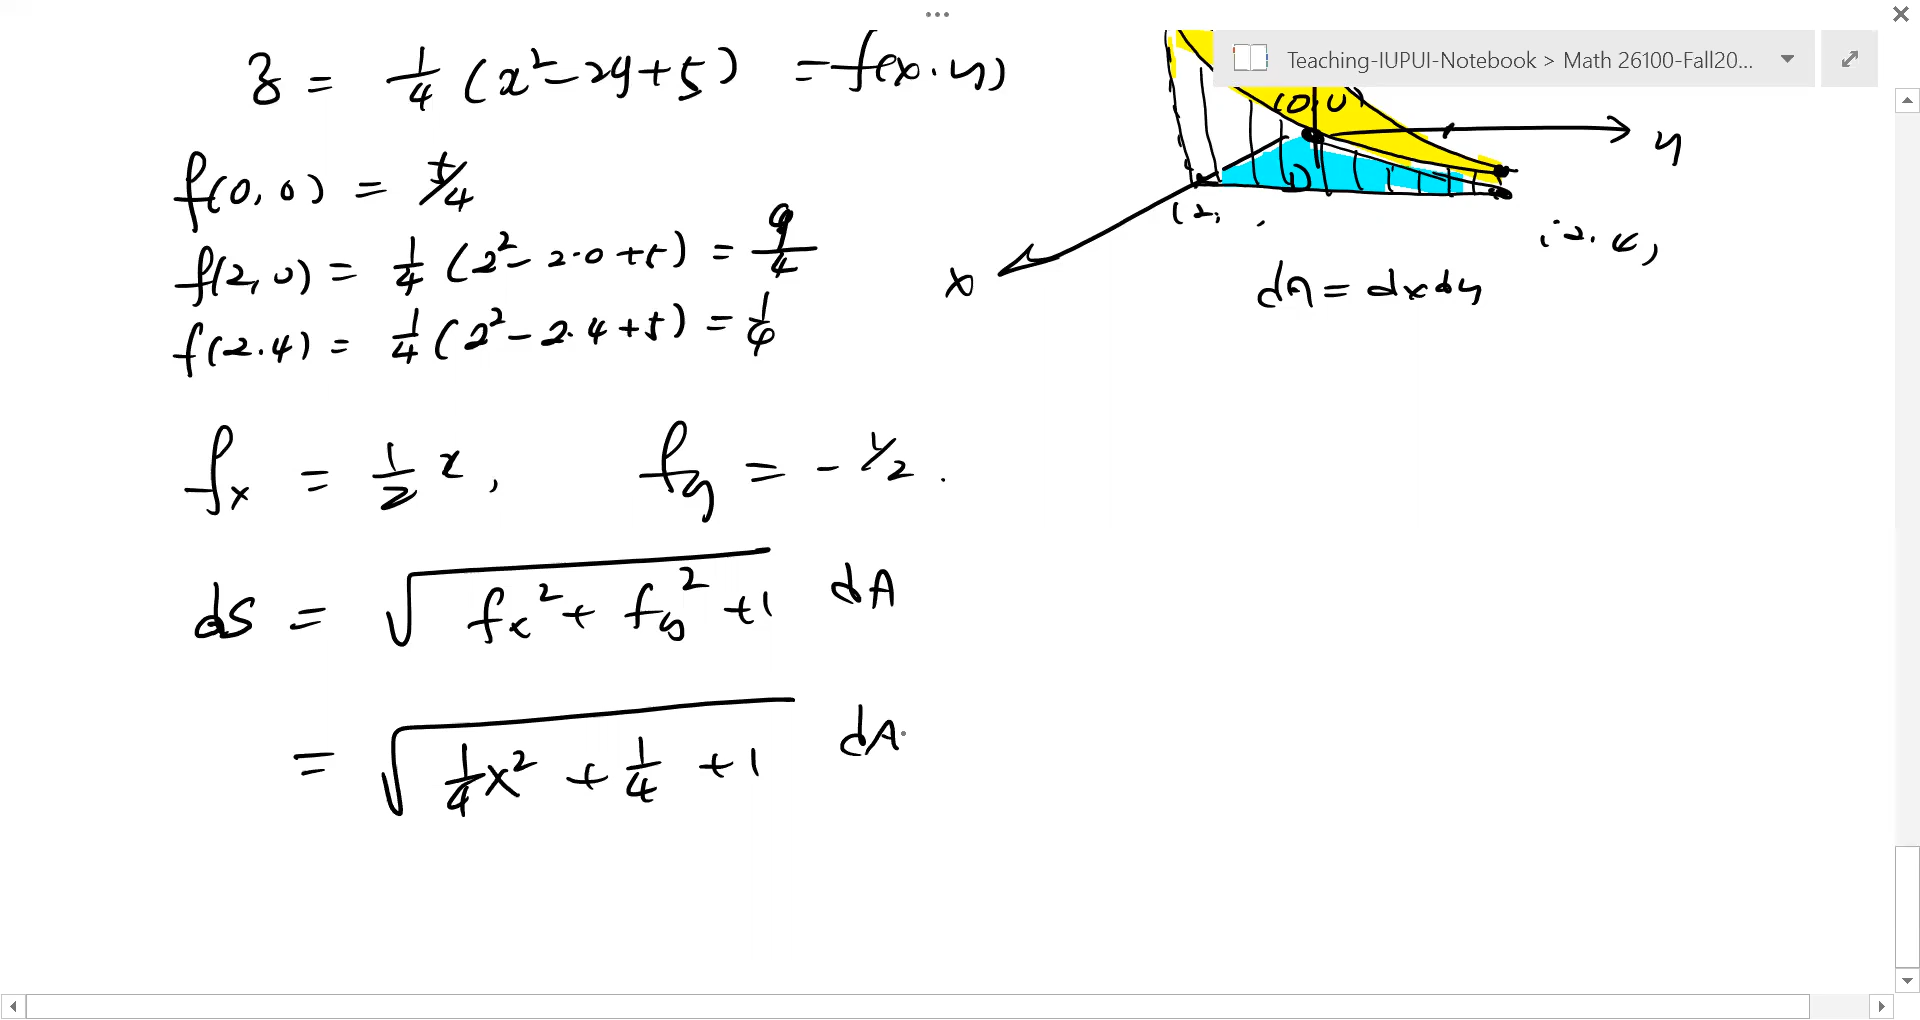 Teaching-IUPUI-Notebook > Math 26100-Fall20...
z = 1/4 (x² - 2y + 5) = f(x, y)
f(0, 0) = 5/4
f(2, 0) = 1/4 (2² - 2·0 + 5) = 9/4
f(2, 4) = 1/4 (2² - 2·4 + 5) = 1/4
f_x = 1/2 x, f_y = - 1/2 .
dS = √(f_x² + f_y² + 1) dA
= √(1/4 x² + 1/4 + 1) dA
(0, 0)
y
D
(2,
(2, 4)
x
dA = dx dy